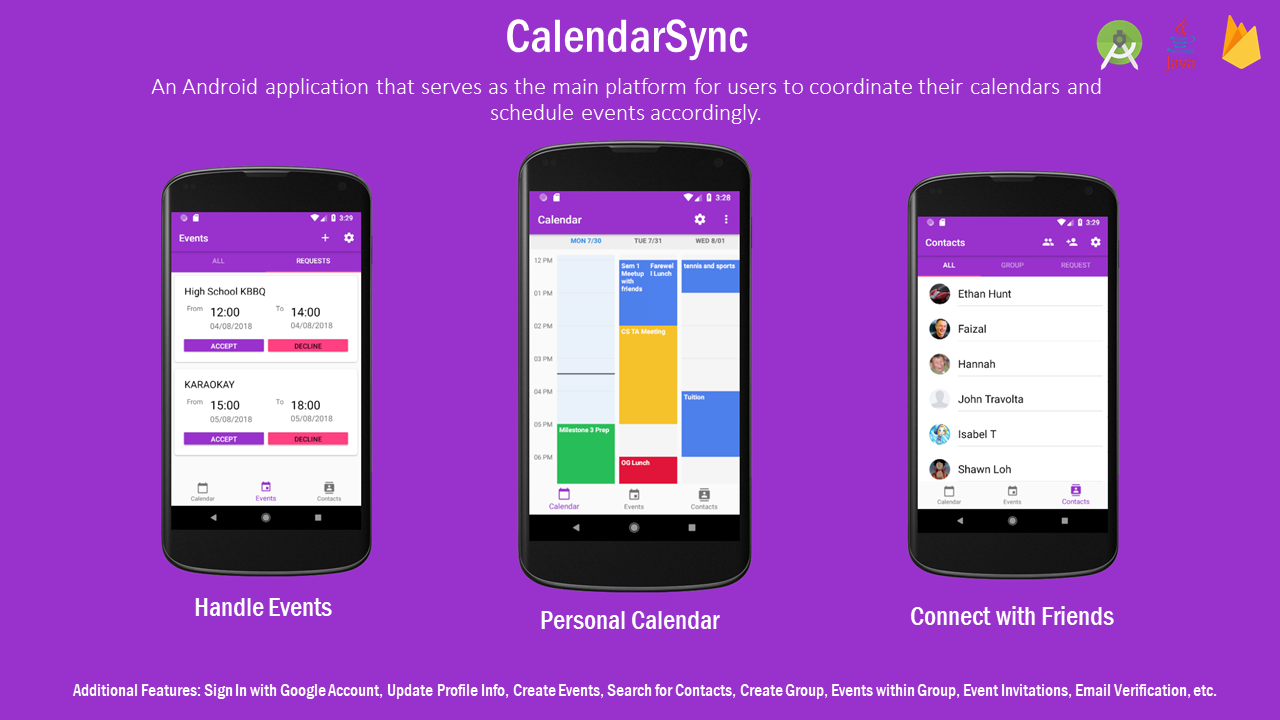 CalendarSync
Java
An Android application that serves as the main platform for users to coordinate their calendars and
schedule events accordingly.
3:29
Events
ALL
REQUESTS
High School KBBQ
From
12:00
04/08/2018
To
14:00
04/08/2018
ACCEPT
DECLINE
KARAOKAY
From
15:00
05/08/2018
To
18:00
05/08/2018
ACCEPT
DECLINE
Calendar
Events
Contacts
Handle Events
3:28
Calendar
MON 7/30
TUE 7/31
WED 8/01
12 PM
01 PM
02 PM
03 PM
04 PM
05 PM
06 PM
Sem 1
Meetup
with
friends
Farewel
l Lunch
tennis and sports
CS TA Meeting
Tuition
Milestone 3 Prep
OG Lunch
Calendar
Events
Contacts
Personal Calendar
3:29
Contacts
ALL
GROUP
REQUEST
Ethan Hunt
Faizal
Hannah
John Travolta
Isabel T
Shawn Loh
Calendar
Events
Contacts
Connect with Friends
Additional Features: Sign In with Google Account, Update Profile Info, Create Events, Search for Contacts, Create Group, Events within Group, Event Invitations, Email Verification, etc.